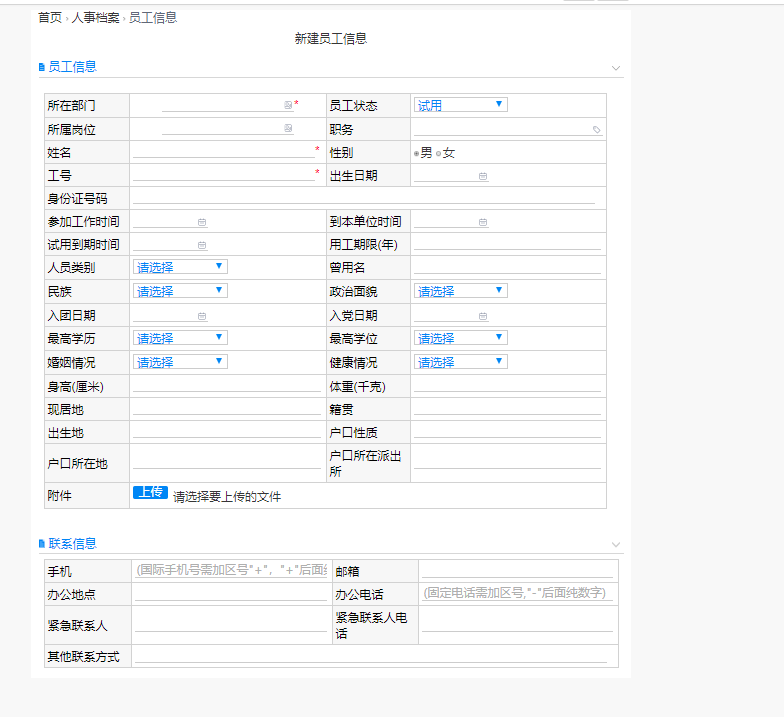 首页 › 人事档案 › 员工信息
新建员工信息
员工信息
所在部门 * 员工状态 试用
所属岗位 职务
姓名 * 性别 男 女
工号 * 出生日期
身份证号码
参加工作时间 到本单位时间
试用到期时间 用工期限(年)
人员类别 请选择 曾用名
民族 请选择 政治面貌 请选择
入团日期 入党日期
最高学历 请选择 最高学位 请选择
婚姻情况 请选择 健康情况 请选择
身高(厘米) 体重(千克)
现居地 籍贯
出生地 户口性质
户口所在地 户口所在派出
所
附件 上传 请选择要上传的文件
联系信息
手机 (国际手机号需加区号"+"，"+"后面 邮箱
办公地点 办公电话 (固定电话需加区号,"-"后面纯数字)
紧急联系人 紧急联系人电
话
其他联系方式